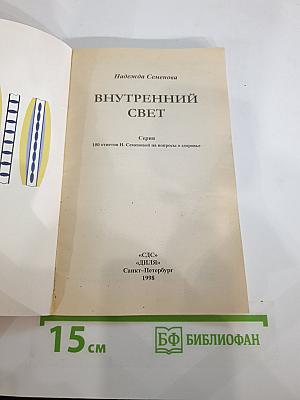 Надежда Семенова
ВНУТРЕННИЙ
СВЕТ
Серия
100 ответов Н. Семеновой на вопросы о здоровье
«СДС»
«ДИЛЯ»
Санкт-Петербург
1998
15 см
БФ БИБЛИОФАН